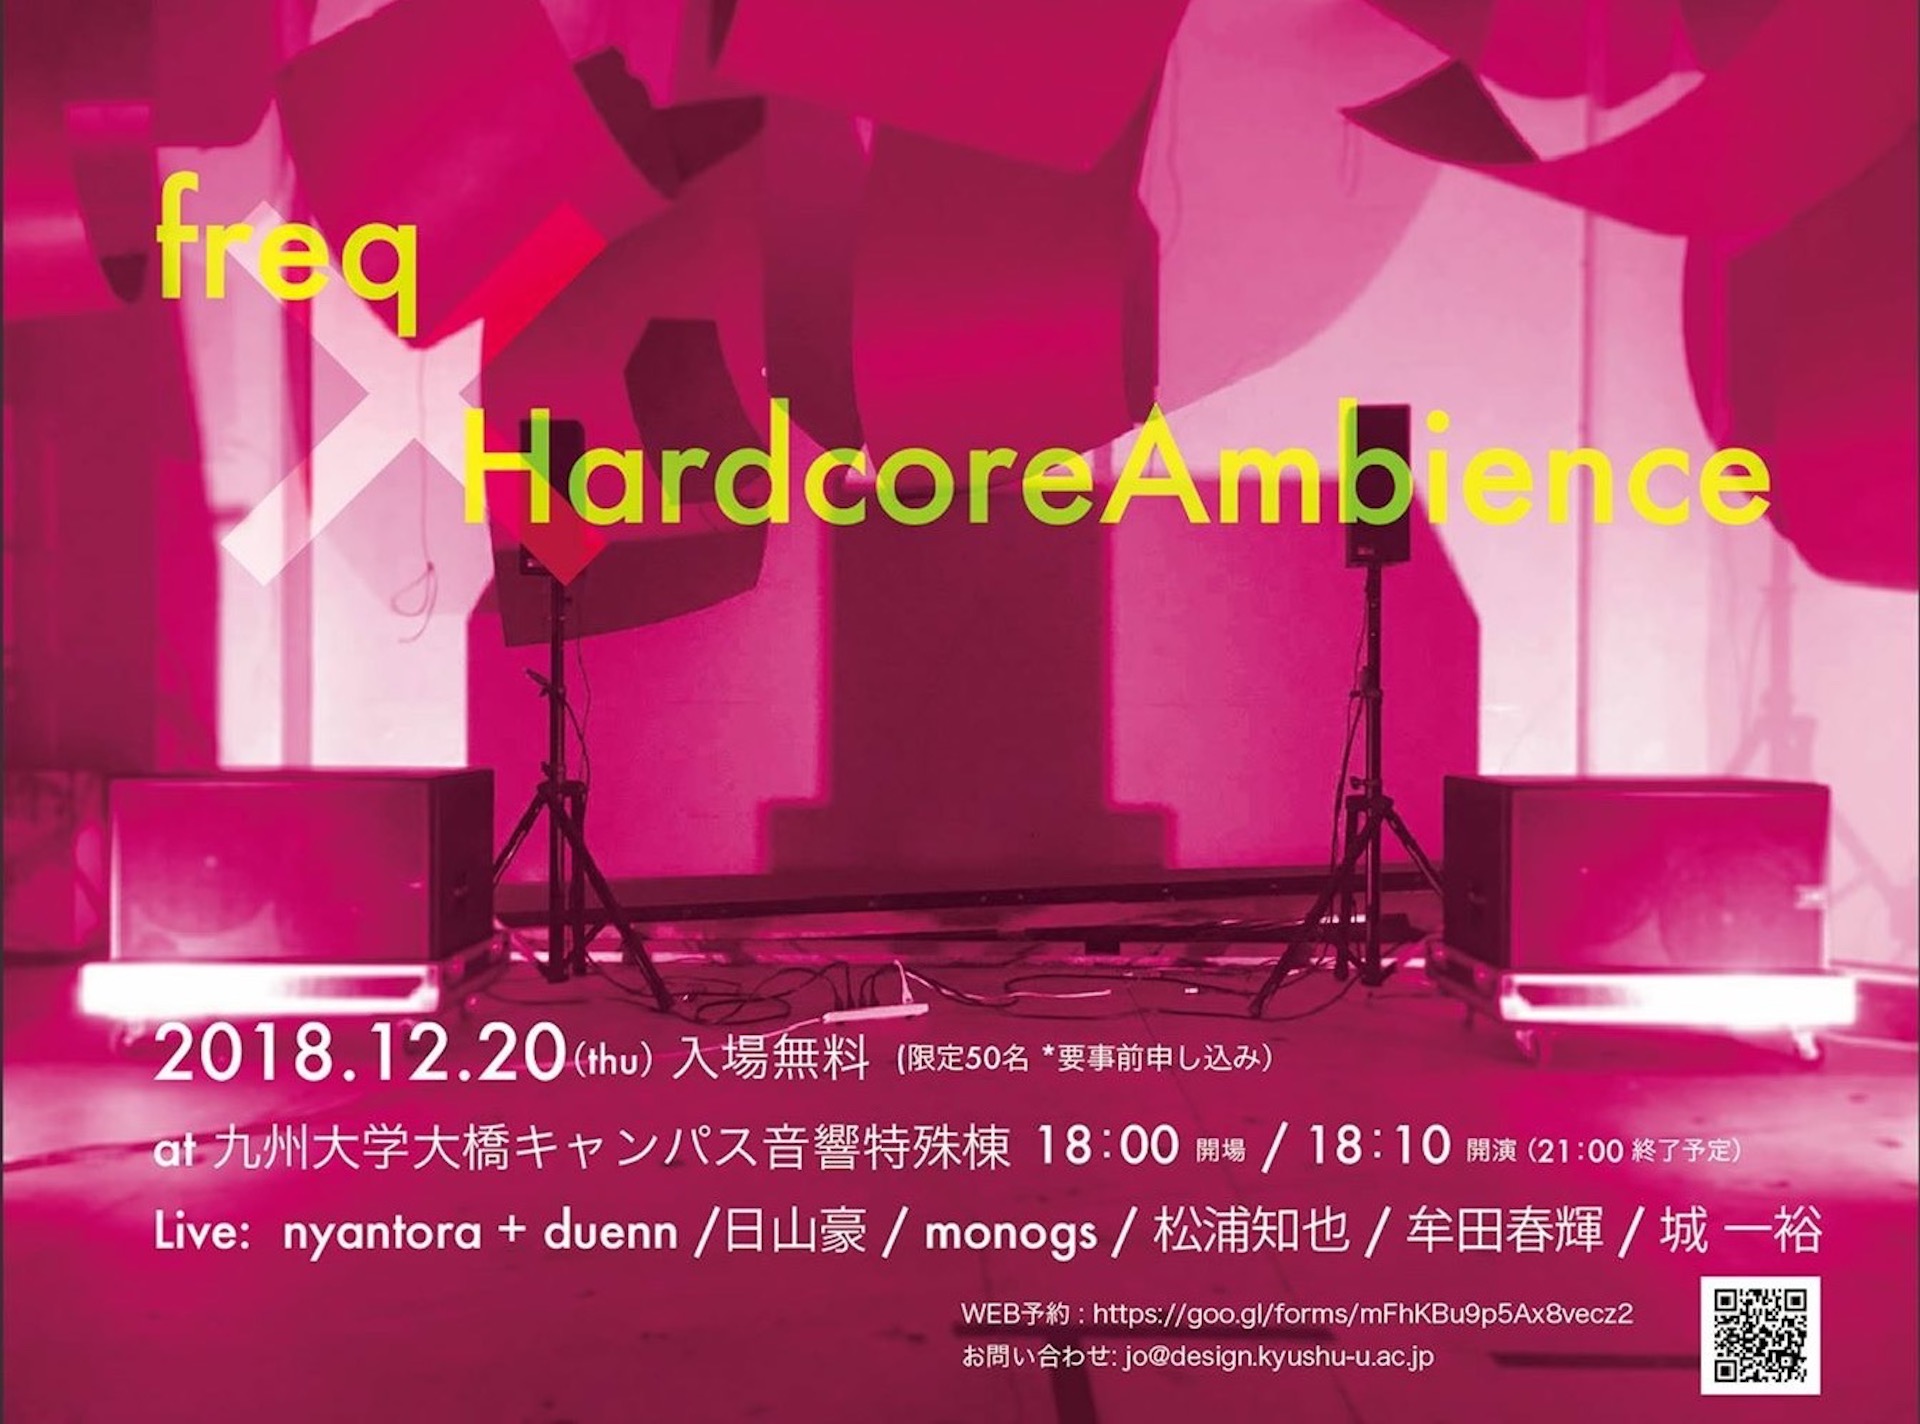 freq
HardcoreAmbience
2018.12.20(thu) 入場無料 (限定50名 *要事前申し込み)
at 九州大学大橋キャンパス音響特殊棟 18:00 開場 / 18:10 開演 (21:00 終了予定)
Live: nyantora + duenn /日山豪 / monogs / 松浦知也 / 牟田春輝 / 城 一裕
WEB予約 : https://goo.gl/forms/mFhKBu9p5Ax8vecz2
お問い合わせ: jo@design.kyushu-u.ac.jp